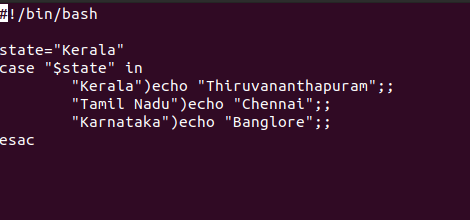 #!/bin/bash
state="Kerala"
case "$state" in
"Kerala")echo "Thiruvananthapuram";;
"Tamil Nadu")echo "Chennai";;
"Karnataka")echo "Banglore";;
esac